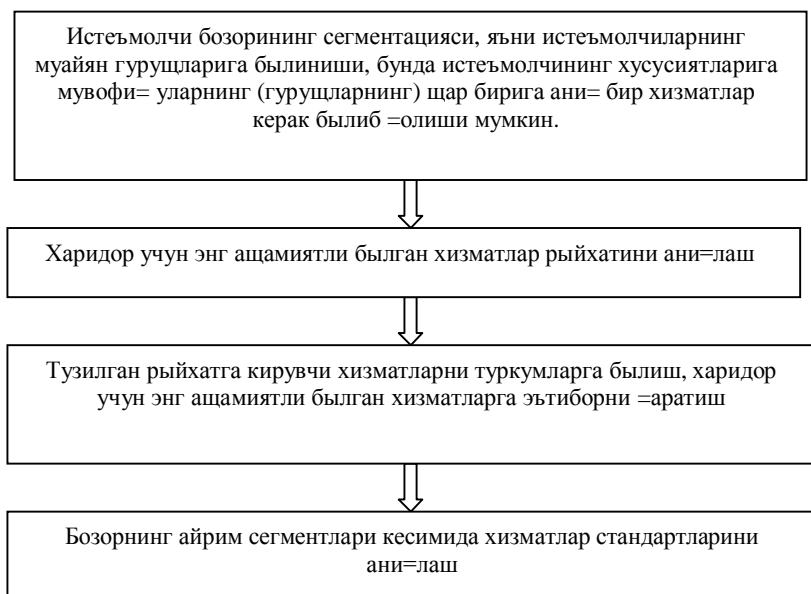 Истеъмолчи бозорининг сегментацияси, яъни истеъмолчиларнинг
муайян гурущларига былиниши, бунда истеъмолчининг хусусиятларига
мувофи= уларнинг (гурущларнинг) щар бирига ани= бир хизматлар
керак былиб =олиши мумкин.
Харидор учун энг ащамиятли былган хизматлар рыйхатини ани=лаш
Тузилган рыйхатга кирувчи хизматларни туркумларга былиш, харидор
учун энг ащамиятли былган хизматларга эътиборни =аратиш
Бозорнинг айрим сегментлари кесимида хизматлар стандартларини
ани=лаш